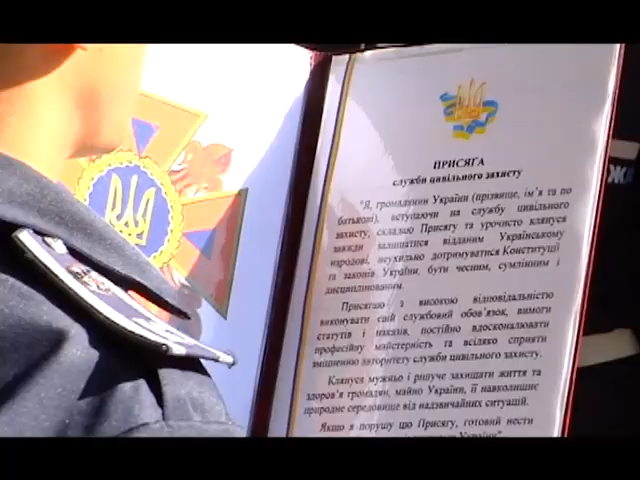 ПРИСЯГА
служби цивільного захисту
"Я, громадянин України (прізвище, ім'я та по
батькові), вступаючи на службу цивільного
захисту, складаю Присягу та урочисто клянуся
завжди залишатися відданим Українському
народові, неухильно дотримуватися Конституції
та законів України, бути чесним, сумлінним і
дисциплінованим.
Присягаю з високою відповідальністю
виконувати свій службовий обов'язок, вимоги
статутів і наказів, постійно вдосконалювати
професійну майстерність та всіляко сприяти
зміцненню авторитету служби цивільного захисту.
Клянуся мужньо і рішуче захищати життя та
здоров'я громадян, майно України, її навколишнє
природне середовище від надзвичайних ситуацій.
Якщо я порушу цю Присягу, готовий нести
України"